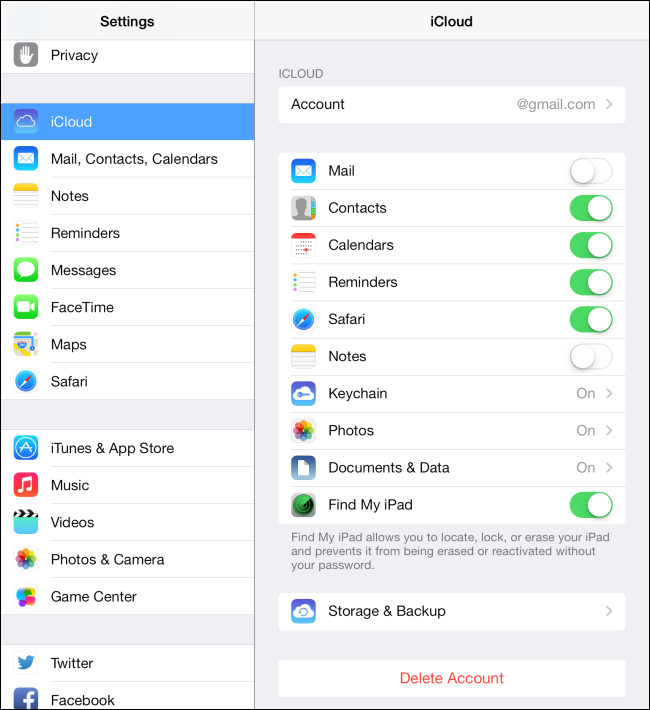 Settings
Privacy
iCloud
Mail, Contacts, Calendars
Notes
Reminders
Messages
FaceTime
Maps
Safari
iTunes & App Store
Music
Videos
Photos & Camera
Game Center
Twitter
Facebook
iCloud
ICLOUD
Account @gmail.com
Mail
Contacts
Calendars
Reminders
Safari
Notes
Keychain On
Photos On
Documents & Data On
Find My iPad
Find My iPad allows you to locate, lock, or erase your iPad
and prevents it from being erased or reactivated without
your password.
Storage & Backup
Delete Account